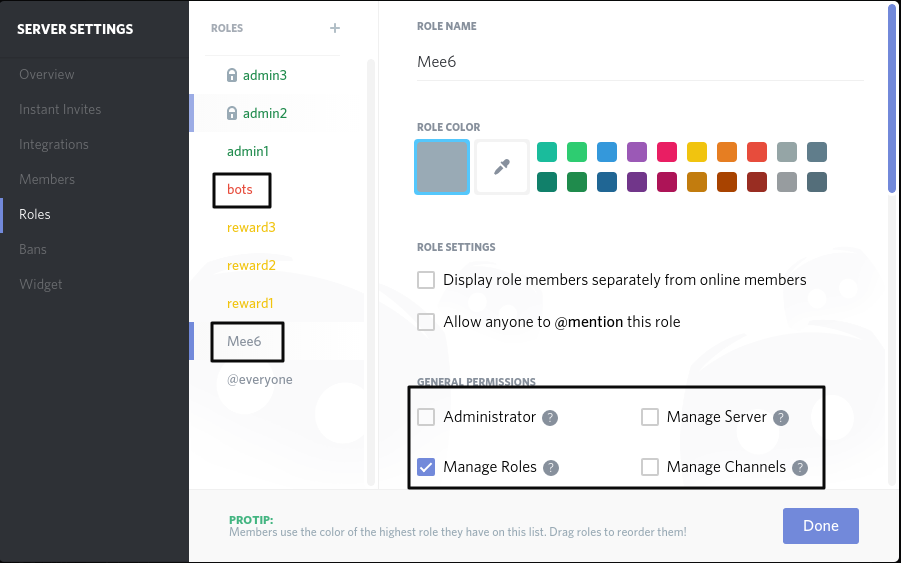 SERVER SETTINGS
Overview
Instant Invites
Integrations
Members
Roles
Bans
Widget
ROLES +
admin3
admin2
admin1
bots
reward3
reward2
reward1
Mee6
@everyone
ROLE NAME
Mee6
ROLE COLOR
ROLE SETTINGS
Display role members separately from online members
Allow anyone to @mention this role
GENERAL PERMISSIONS
Administrator ? Manage Server ?
Manage Roles ? Manage Channels ?
PROTIP:
Members use the color of the highest role they have on this list. Drag roles to reorder them!
Done